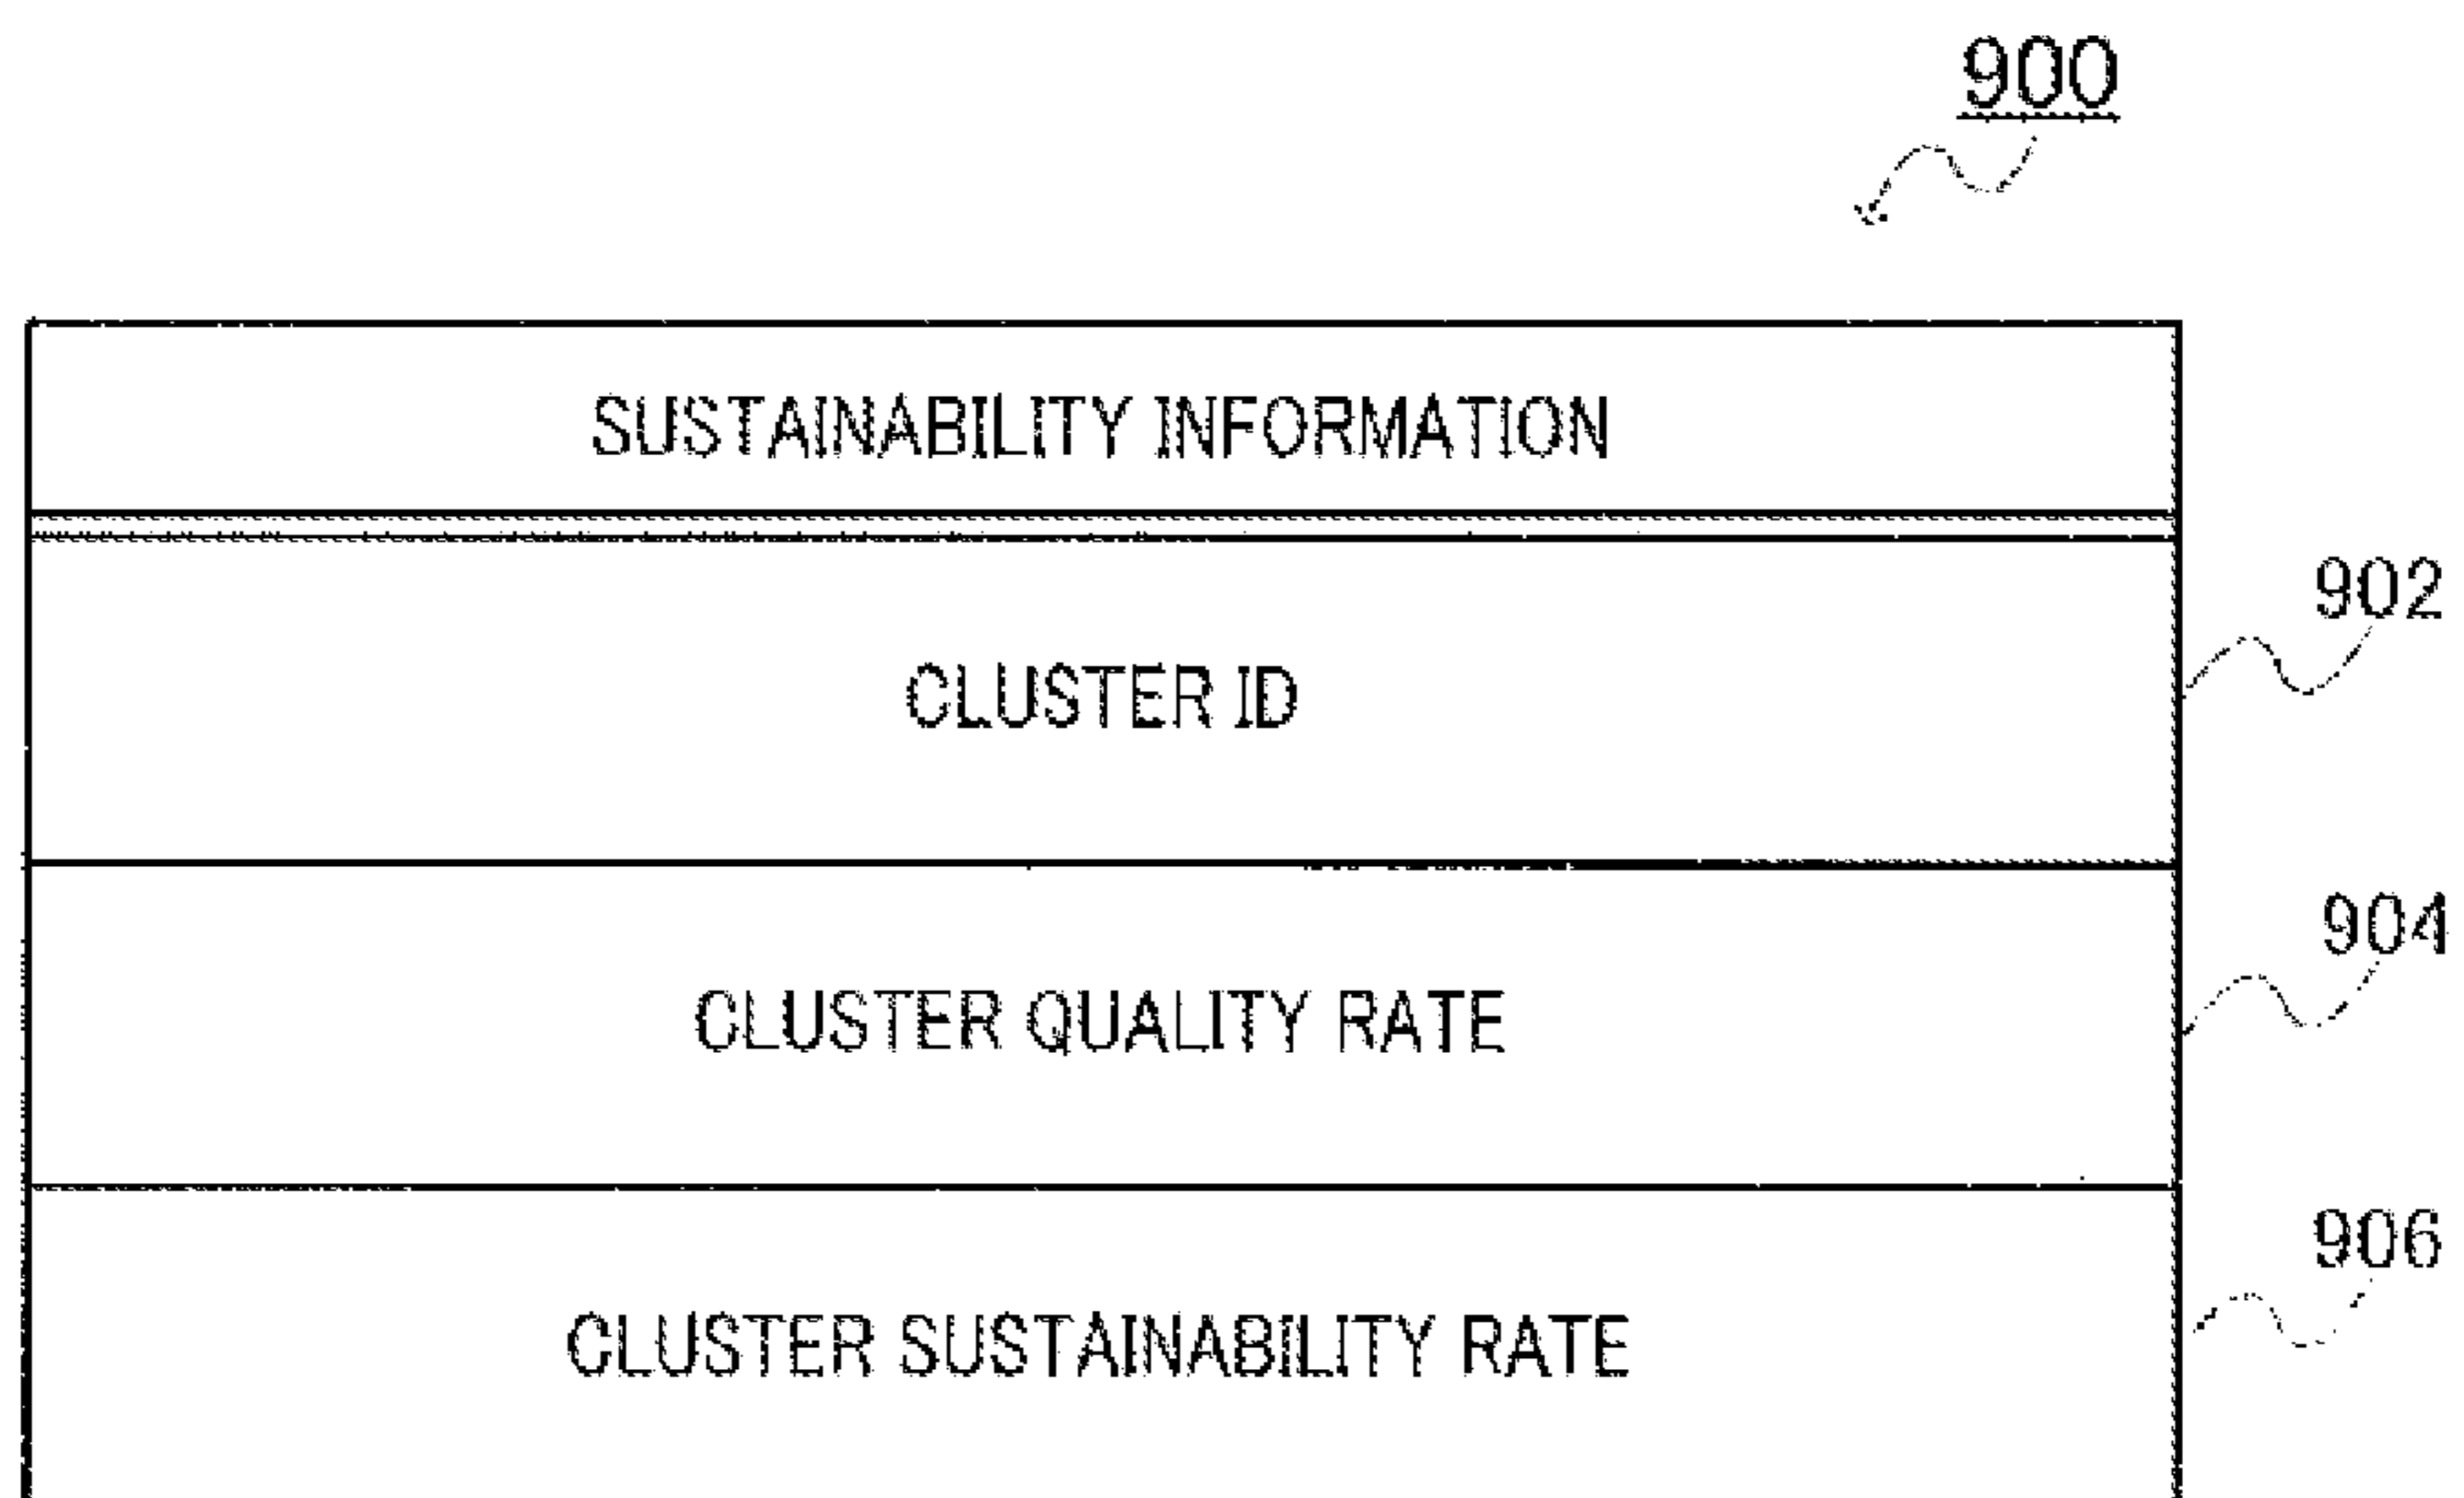 900
SUSTAINABILITY INFORMATION
902
CLUSTER ID
904
CLUSTER QUALITY RATE
906
CLUSTER SUSTAINABILITY RATE